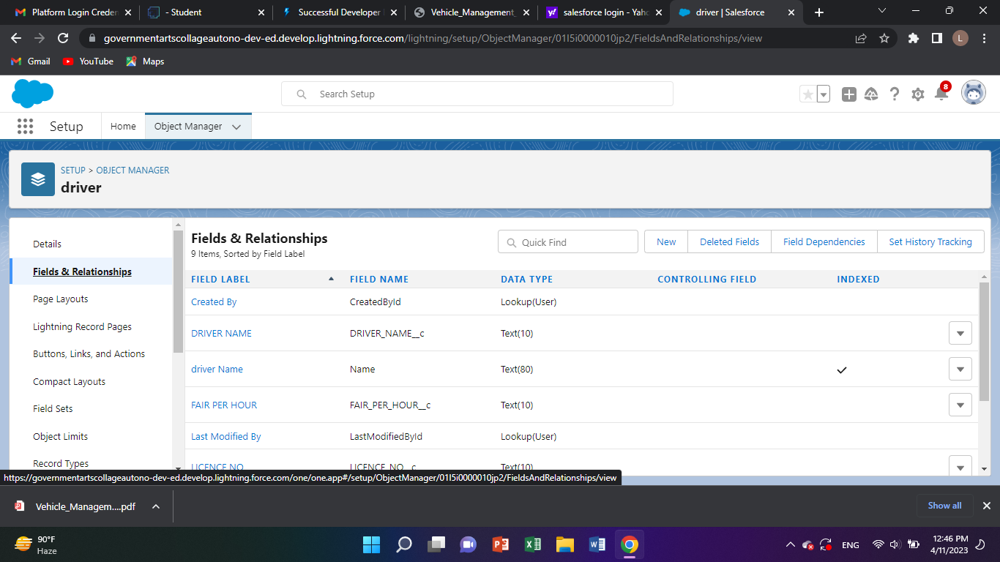 Platform Login Creden
- Student
Successful Developer
Vehicle_Management_
salesforce login - Yaho
driver | Salesforce
governmentartscollageautono-dev-ed.develop.lightning.force.com/lightning/setup/ObjectManager/01I5i0000010jp2/FieldsAndRelationships/view
L
Gmail
YouTube
Maps
Search Setup
8
Setup
Home
Object Manager
SETUP > OBJECT MANAGER
driver
Details
Fields & Relationships
Page Layouts
Lightning Record Pages
Buttons, Links, and Actions
Compact Layouts
Field Sets
Object Limits
Record Types
Fields & Relationships
9 Items, Sorted by Field Label
Quick Find
New
Deleted Fields
Field Dependencies
Set History Tracking
FIELD LABEL FIELD NAME DATA TYPE CONTROLLING FIELD INDEXED
Created By CreatedById Lookup(User)
DRIVER NAME DRIVER_NAME__c Text(10)
driver Name Name Text(80)
FAIR PER HOUR FAIR_PER_HOUR__c Text(10)
Last Modified By LastModifiedById Lookup(User)
LICENCE NO LICENCE_NO__c Text(10)
https://governmentartscollageautono-dev-ed.develop.lightning.force.com/one/one.app#/setup/ObjectManager/01I5i0000010jp2/FieldsAndRelationships/view
Vehicle_Managem....pdf
Show all
90°F
Haze
ENG
12:46 PM
4/11/2023